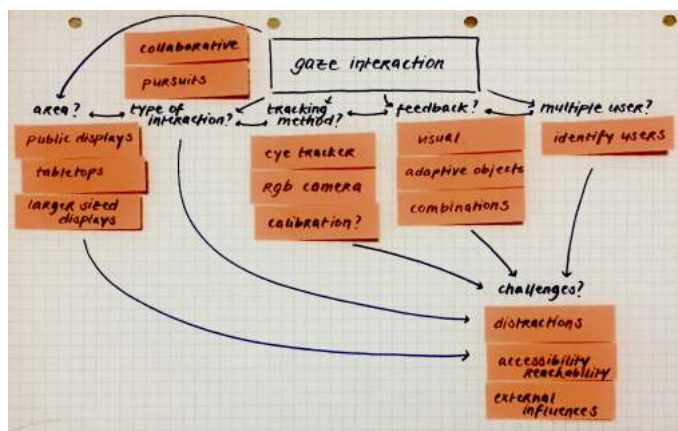 collaborative
pursuits
gaze interaction
area?
type of
interaction?
tracking
method?
feedback?
multiple user?
public displays
tabletops
larger sized
displays
eye tracker
rgb camera
calibration?
visual
adaptive objects
combinations
identify users
challenges?
distractions
accessibility
reachability
external
influences